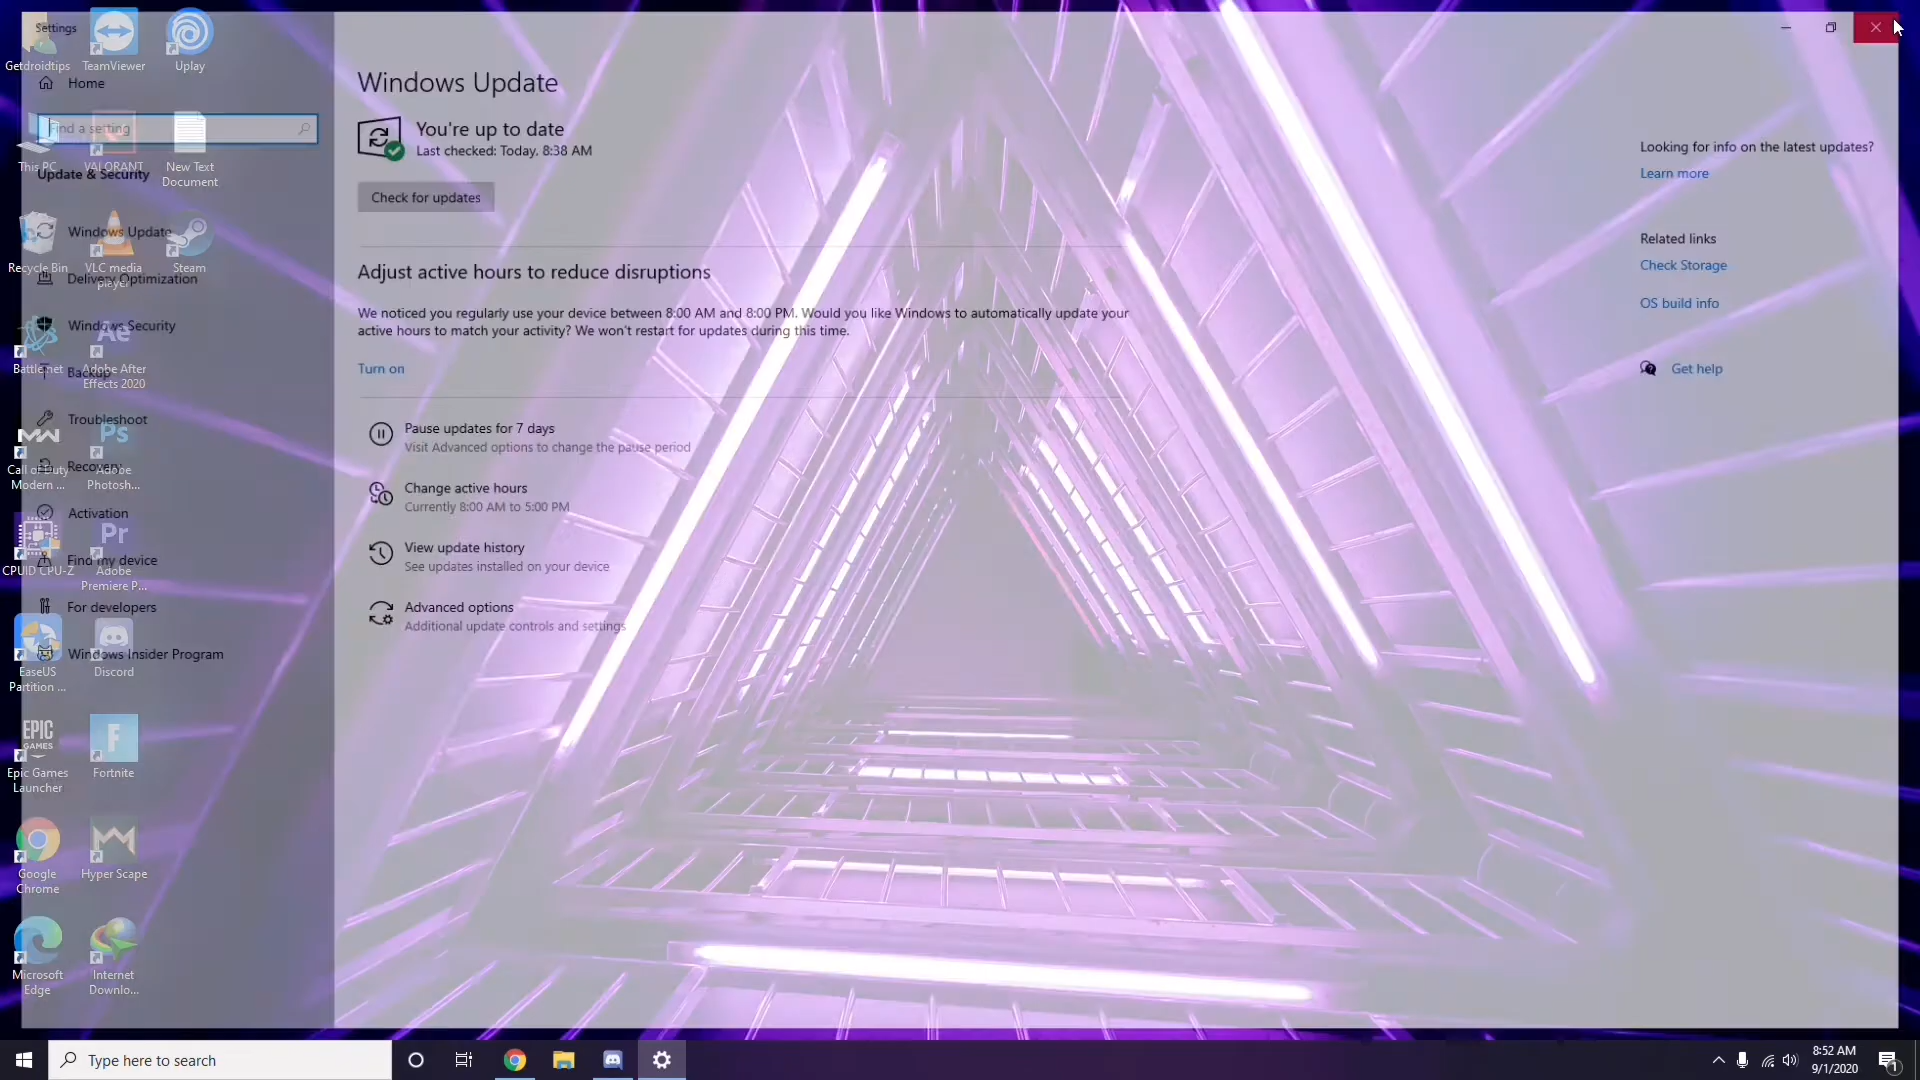 Settings
Home
Find a setting
Update & Security
Windows Update
Delivery Optimization
Windows Security
Backup
Troubleshoot
Recovery
Activation
Find my device
For developers
Windows Insider Program
Windows Update
You're up to date
Last checked: Today, 8:38 AM
Check for updates
Adjust active hours to reduce disruptions
We noticed you regularly use your device between 8:00 AM and 8:00 PM. Would you like Windows to automatically update your
active hours to match your activity? We won't restart for updates during this time.
Turn on
Pause updates for 7 days
Visit Advanced options to change the pause period
Change active hours
Currently 8:00 AM to 5:00 PM
View update history
See updates installed on your device
Advanced options
Additional update controls and settings
Looking for info on the latest updates?
Learn more
Related links
Check Storage
OS build info
Get help
Getdroidtips
TeamViewer
Uplay
This PC
VALORANT
New Text
Document
Recycle Bin
VLC media
player
Steam
Battle.net
Ae
Adobe After
Effects 2020
MW
Call of Duty
Modern ...
Ps
Adobe
Photosh...
CPUID CPU-Z
Pr
Adobe
Premiere P...
EaseUS
Partition ...
Discord
EPIC
GAMES
Epic Games
Launcher
F
Fortnite
Google
Chrome
Hyper Scape
Microsoft
Edge
Internet
Downlo...
Type here to search
8:52 AM
9/1/2020
1